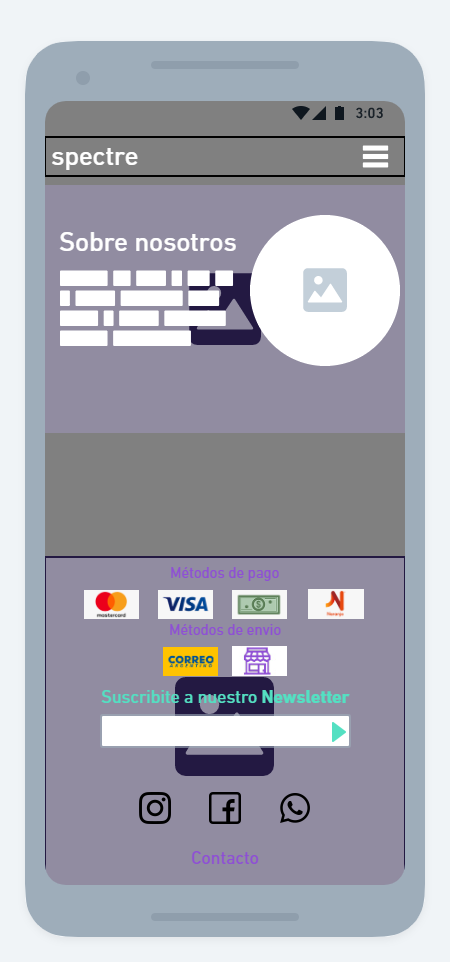 3:03
spectre
Sobre nosotros
Métodos de pago
mastercard
VISA
Naranja
Métodos de envio
CORREO
ARGENTINO
Suscribite a nuestro Newsletter
Contacto